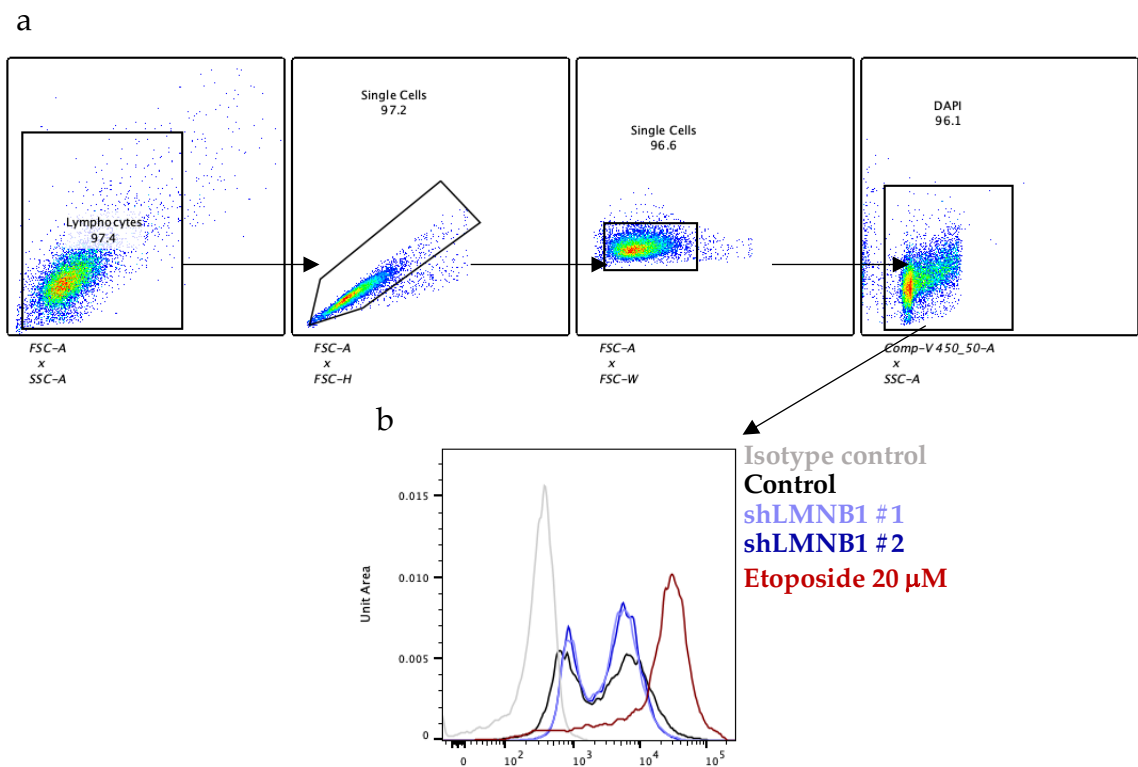 a
Single Cells
97.2
DAPI
96.1
Single Cells
96.6
Lymphocytes
97.4
FSC-A
x
SSC-A
FSC-A
x
FSC-H
FSC-A
x
FSC-W
Comp-V 450_50-A
x
SSC-A
b
Isotype control
Control
shLMNB1 #1
shLMNB1 #2
Etoposide 20 µM
Unit Area
0.015
0.010
0.005
0
0 10² 10³ 10⁴ 10⁵